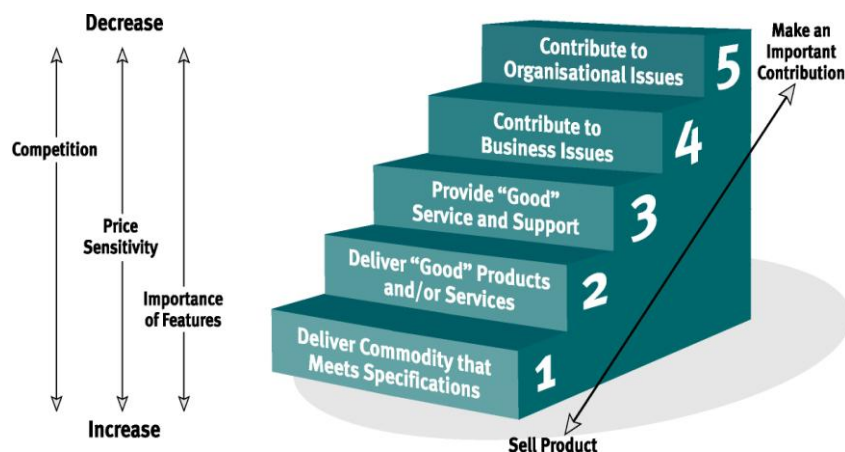 Decrease
Competition
Price
Sensitivity
Importance
of Features
Increase
Contribute to
Organisational Issues
5
Contribute to
Business Issues
4
Provide “Good”
Service and Support
3
Deliver “Good” Products
and/or Services
2
Deliver Commodity that
Meets Specifications
1
Make an
Important
Contribution
Sell Product